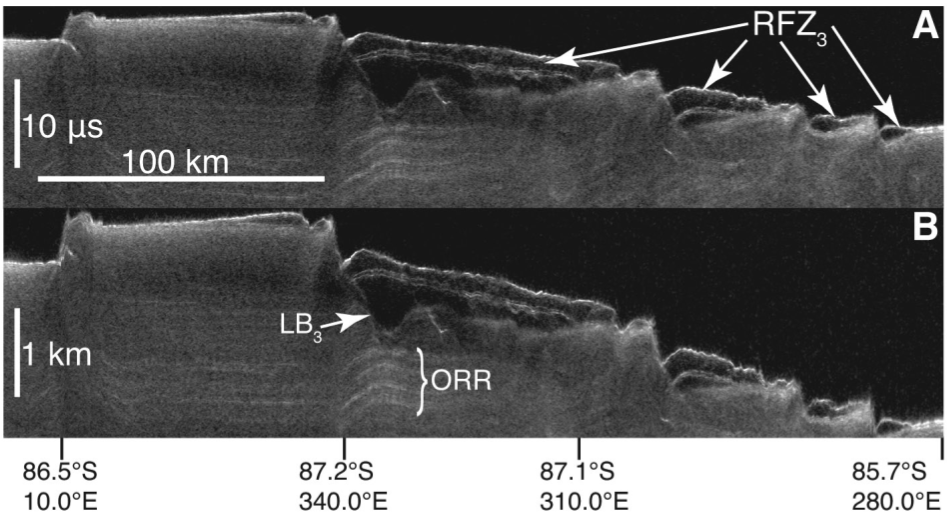 RFZ₃
A
10 μs
100 km
B
LB₃
1 km
ORR
86.5°S 87.2°S 87.1°S 85.7°S
10.0°E 340.0°E 310.0°E 280.0°E